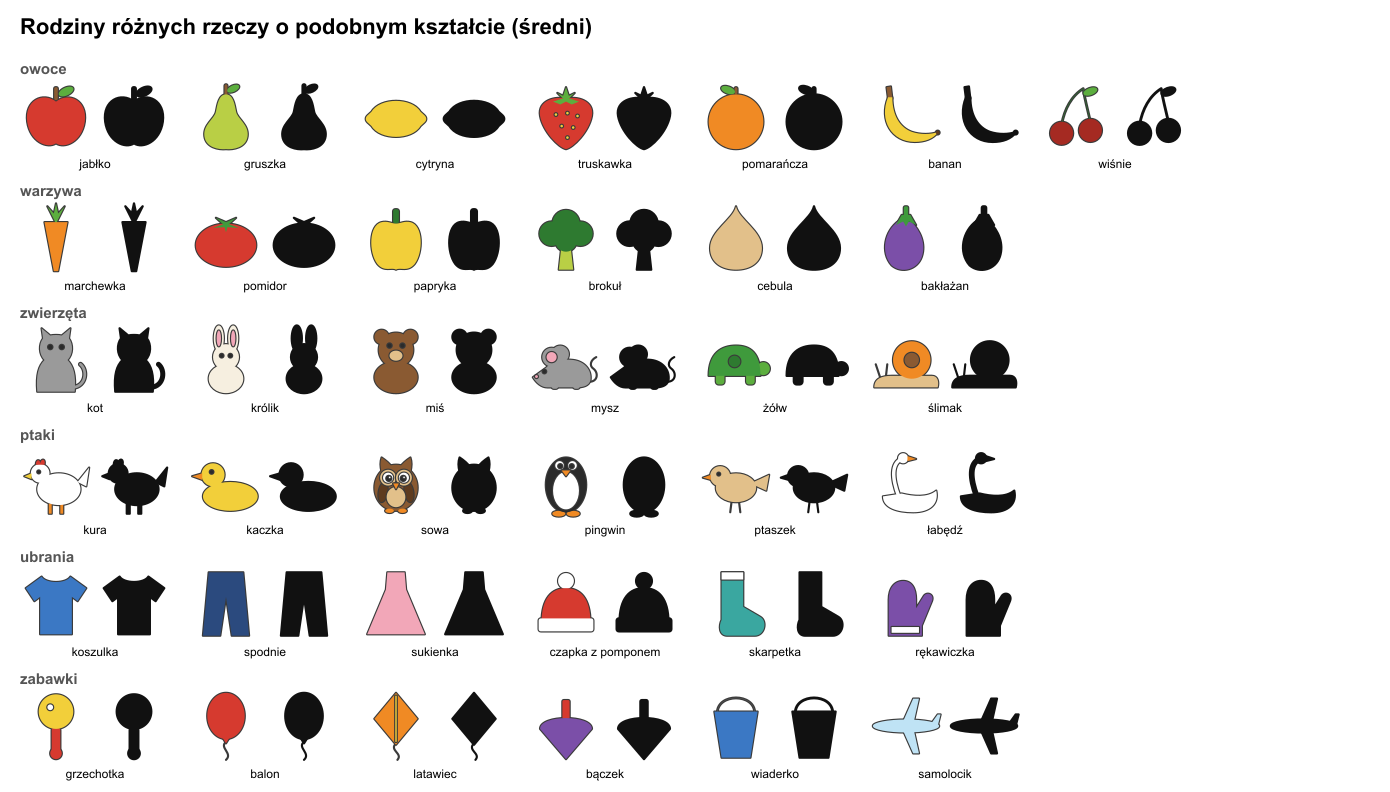 Rodziny różnych rzeczy o podobnym kształcie (średni)
owoce
jabłko gruszka cytryna truskawka pomarańcza banan wiśnie
warzywa
marchewka pomidor papryka brokuł cebula bakłażan
zwierzęta
kot królik miś mysz żółw ślimak
ptaki
kura kaczka sowa pingwin ptaszek łabędź
ubrania
koszulka spodnie sukienka czapka z pomponem skarpetka rękawiczka
zabawki
grzechotka balon latawiec bączek wiaderko samolocik